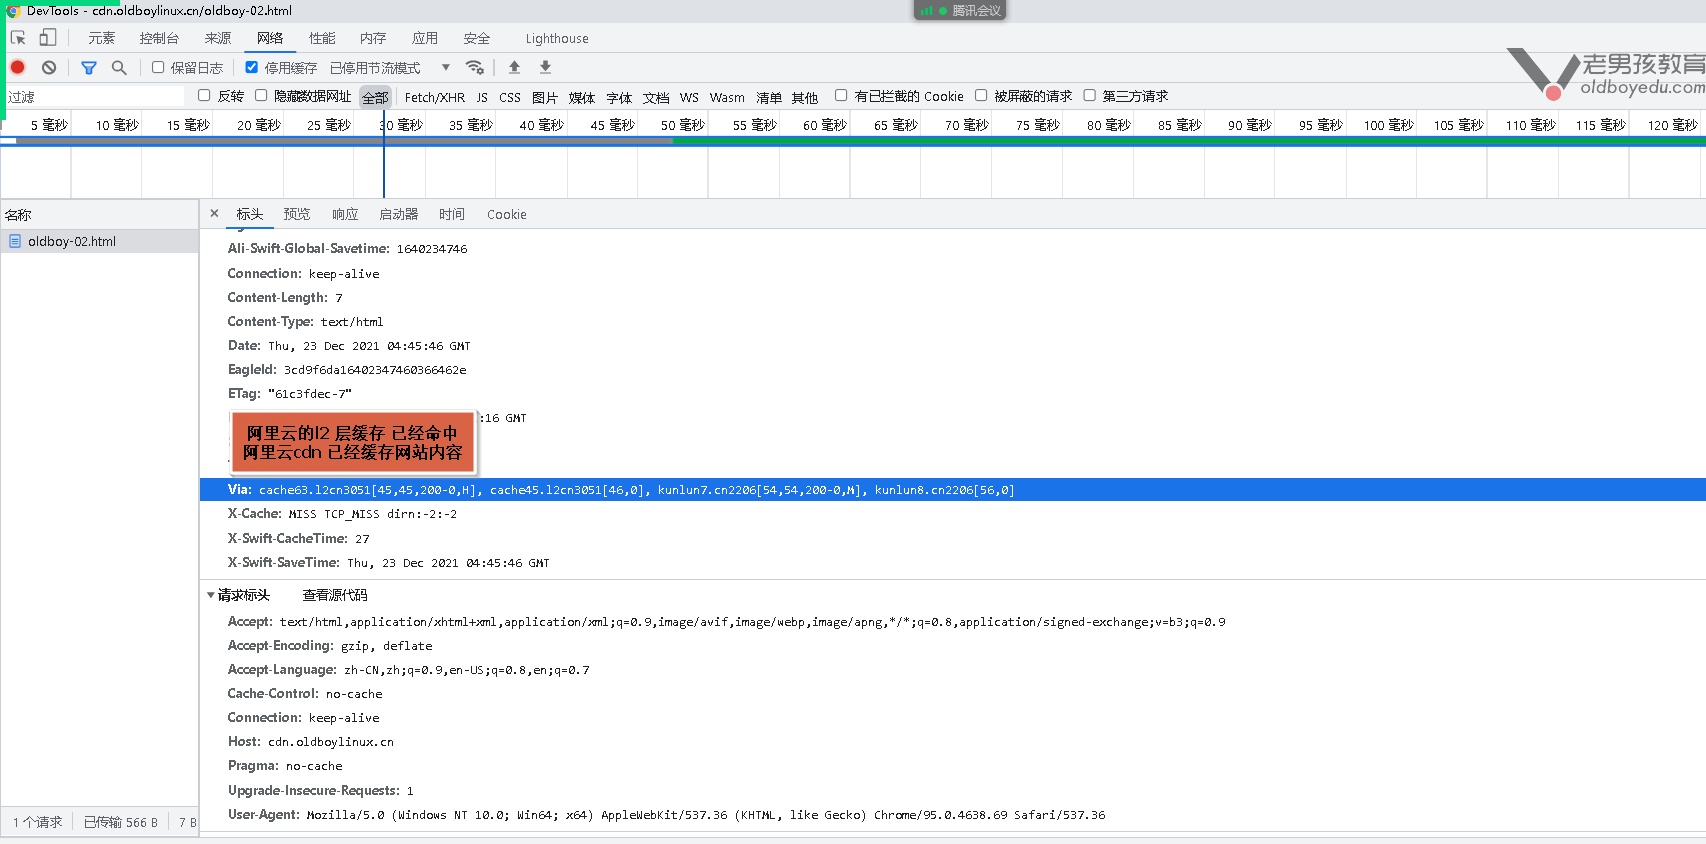 DevTools - cdn.oldboylinux.cn/oldboy-02.html
腾讯会议
元素 控制台 来源 网络 性能 内存 应用 安全 Lighthouse
保留日志 停用缓存 已停用节流模式
老男孩教育
oldboyedu.com
过滤 反转 隐藏数据网址 全部 Fetch/XHR JS CSS 图片 媒体 字体 文档 WS Wasm 清单 其他 有已拦截的 Cookie 被屏蔽的请求 第三方请求
5 毫秒 10 毫秒 15 毫秒 20 毫秒 25 毫秒 30 毫秒 35 毫秒 40 毫秒 45 毫秒 50 毫秒 55 毫秒 60 毫秒 65 毫秒 70 毫秒 75 毫秒 80 毫秒 85 毫秒 90 毫秒 95 毫秒 100 毫秒 105 毫秒 110 毫秒 115 毫秒 120 毫秒
名称
oldboy-02.html
× 标头 预览 响应 启动器 时间 Cookie
Ali-Swift-Global-Savetime: 1640234746
Connection: keep-alive
Content-Length: 7
Content-Type: text/html
Date: Thu, 23 Dec 2021 04:45:46 GMT
EagleId: 3cd9f6da16402347460366462e
ETag: "61c3fdec-7"
:16 GMT
阿里云的l2 层缓存 已经命中
阿里云cdn 已经缓存网站内容
Via: cache63.l2cn3051[45,45,200-0,H], cache45.l2cn3051[46,0], kunlun7.cn2206[54,54,200-0,M], kunlun8.cn2206[56,0]
X-Cache: MISS TCP_MISS dirn:-2:-2
X-Swift-CacheTime: 27
X-Swift-SaveTime: Thu, 23 Dec 2021 04:45:46 GMT
请求标头 查看源代码
Accept: text/html,application/xhtml+xml,application/xml;q=0.9,image/avif,image/webp,image/apng,*/*;q=0.8,application/signed-exchange;v=b3;q=0.9
Accept-Encoding: gzip, deflate
Accept-Language: zh-CN,zh;q=0.9,en-US;q=0.8,en;q=0.7
Cache-Control: no-cache
Connection: keep-alive
Host: cdn.oldboylinux.cn
Pragma: no-cache
Upgrade-Insecure-Requests: 1
User-Agent: Mozilla/5.0 (Windows NT 10.0; Win64; x64) AppleWebKit/537.36 (KHTML, like Gecko) Chrome/95.0.4638.69 Safari/537.36
1 个请求 已传输 566 B 7 B